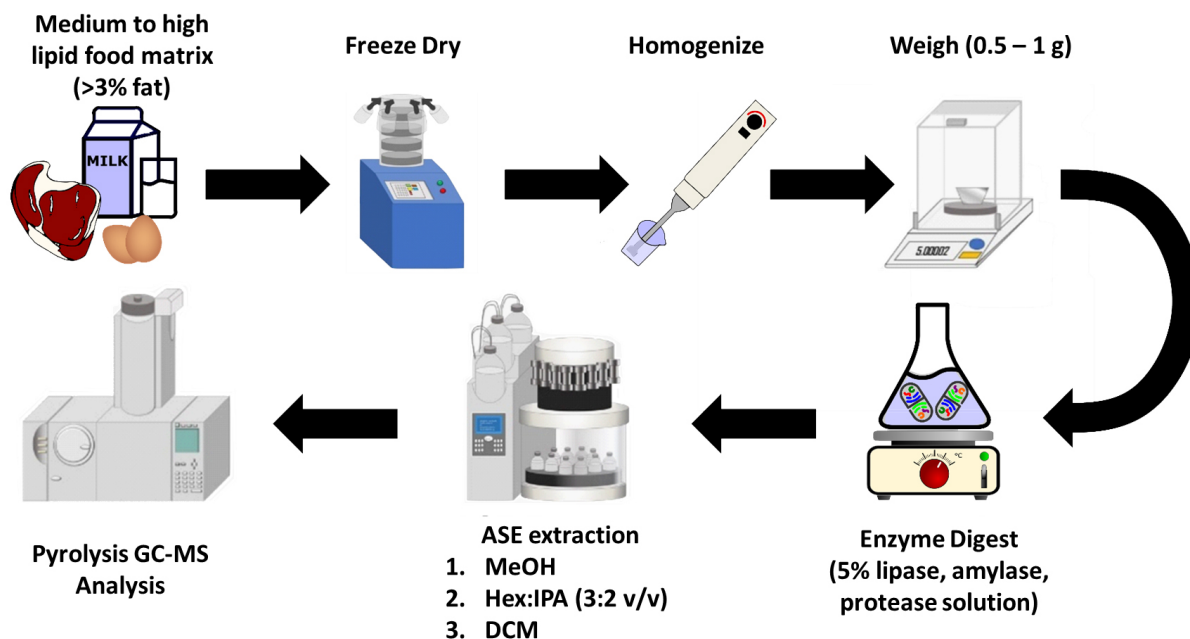 Medium to high
lipid food matrix
(>3% fat)
MILK
Freeze Dry
Homogenize
Weigh (0.5 – 1 g)
5.00002
Enzyme Digest
(5% lipase, amylase,
protease solution)
°C
ASE extraction
1. MeOH
2. Hex:IPA (3:2 v/v)
3. DCM
Pyrolysis GC-MS
Analysis